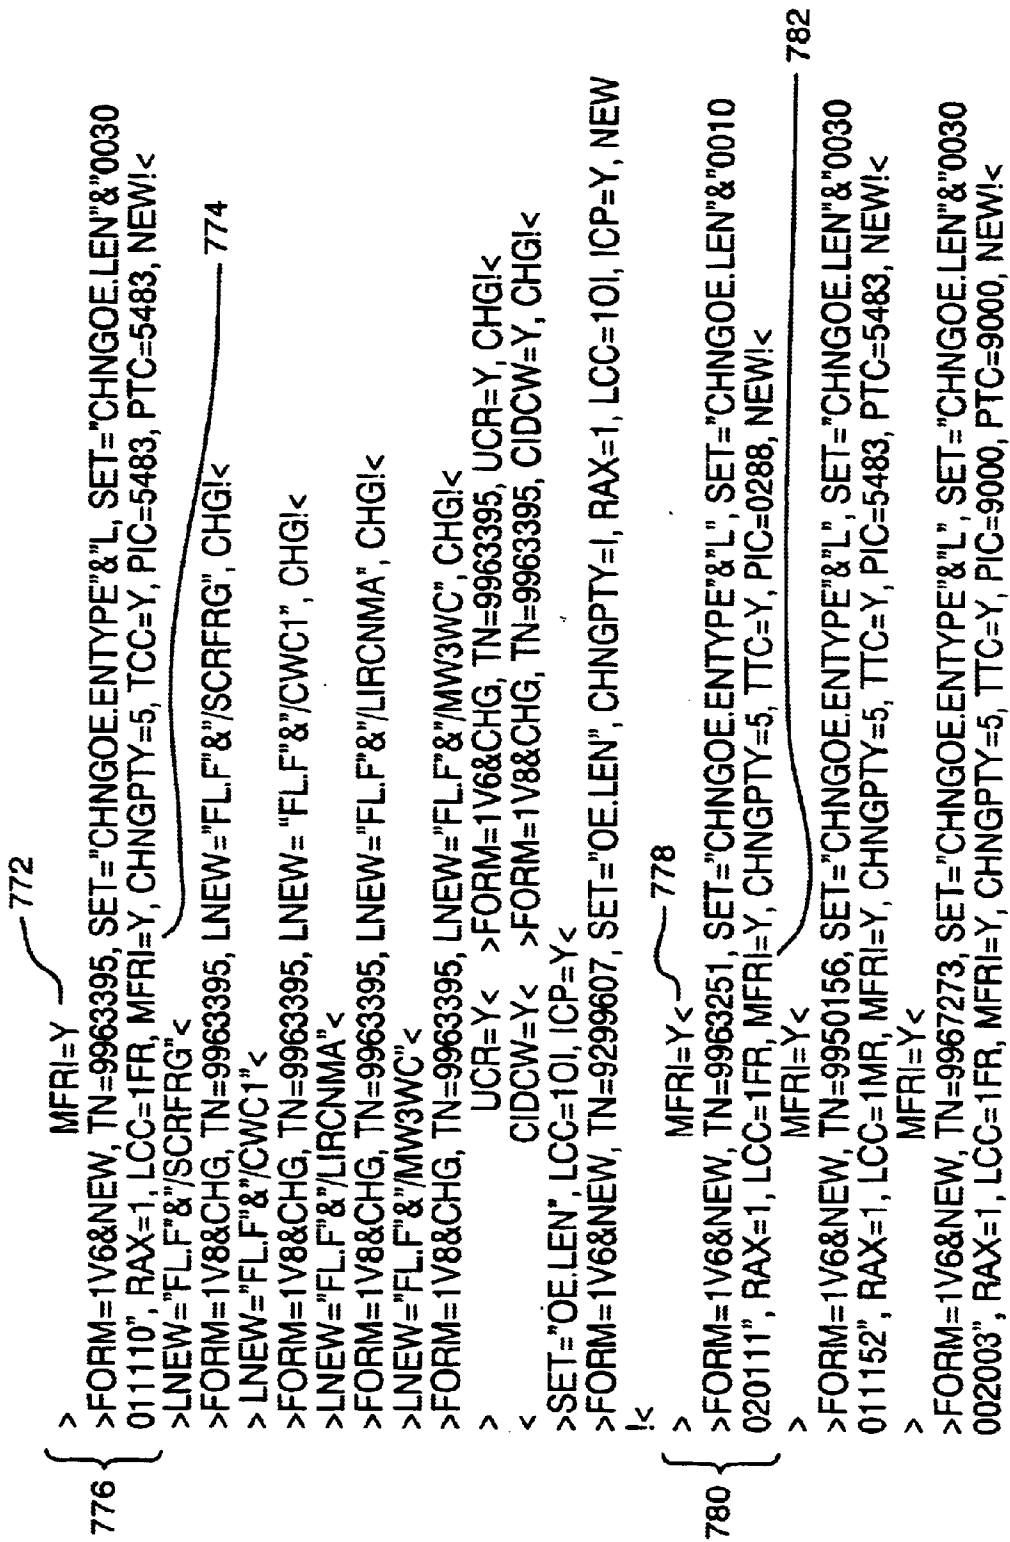 772
> MFRI=Y
776
>FORM=1V6&NEW, TN=9963395, SET="CHNGOE.ENTYPE"&"L, SET="CHNGOE.LEN"&"0030
011110", RAX=1, LCC=1FR, MFRI=Y, CHNGPTY=5, TCC=Y, PIC=5483, PTC=5483, NEW!<
>LNEW="FL.F"&"/SCRFRG"<
774
>FORM=1V8&CHG, TN=9963395, LNEW="FL.F"&"/SCRFRG", CHG!<
> LNEW="FL.F"&"/CWC1"<
>FORM=1V8&CHG, TN=9963395, LNEW= "FL.F"&"/CWC1", CHG!<
>LNEW="FL.F"&"/LIRCNMA"<
>FORM=1V8&CHG, TN=9963395, LNEW="FL.F"&"/LIRCNMA", CHG!<
>LNEW="FL.F"&"/MW3WC"<
>FORM=1V8&CHG, TN=9963395, LNEW="FL.F"&"/MW3WC", CHG!<
> UCR=Y< >FORM=1V6&CHG, TN=9963395, UCR=Y, CHG!<
< CIDCW=Y< >FORM=1V8&CHG, TN=9963395, CIDCW=Y, CHG!<
>SET="OE.LEN", LCC=1OI, ICP=Y<
>FORM=1V6&NEW, TN=9299607, SET="OE.LEN", CHNGPTY=I, RAX=1, LCC=1OI, ICP=Y, NEW
!<
> MFRI=Y<
778
780
>FORM=1V6&NEW, TN=9963251, SET="CHNGOE.ENTYPE"&"L", SET="CHNGOE.LEN"&"0010
020111", RAX=1, LCC=1FR, MFRI=Y, CHNGPTY=5, TTC=Y, PIC=0288, NEW!<
782
> MFRI=Y<
>FORM=1V6&NEW, TN=9950156, SET="CHNGOE.ENTYPE"&"L", SET="CHNGOE.LEN"&"0030
011152", RAX=1, LCC=1MR, MFRI=Y, CHNGPTY=5, TTC=Y, PIC=5483, PTC=5483, NEW!<
> MFRI=Y<
>FORM=1V6&NEW, TN=9967273, SET="CHNGOE.ENTYPE"&"L", SET="CHNGOE.LEN"&"0030
002003", RAX=1, LCC=1FR, MFRI=Y, CHNGPTY=5, TTC=Y, PIC=9000, PTC=9000, NEW!<